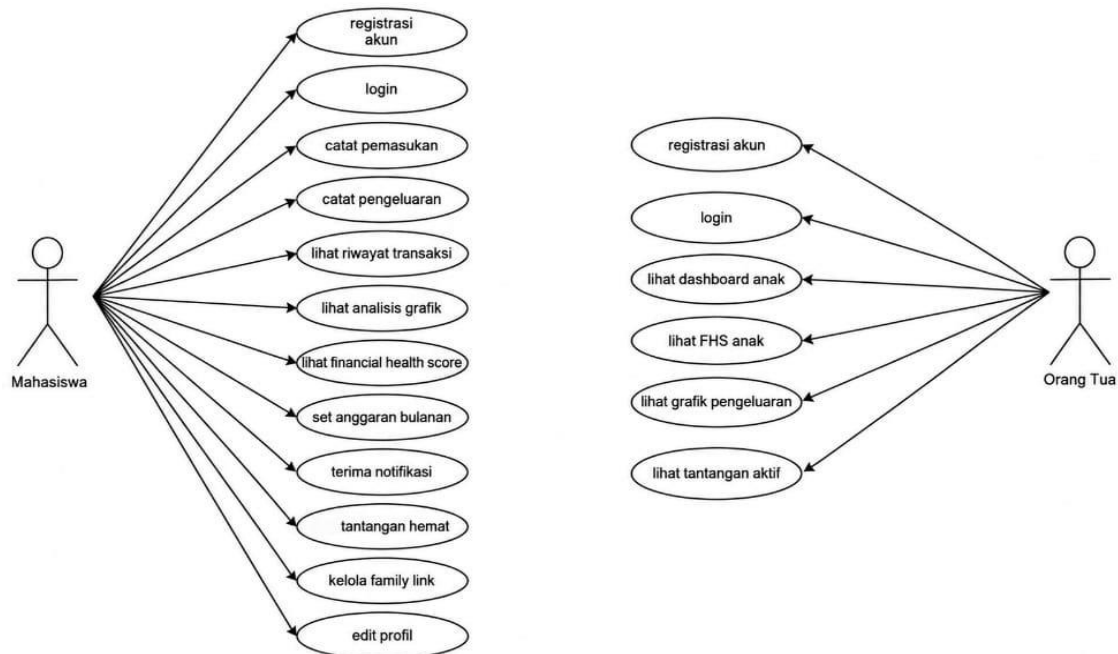 registrasi
akun
login
catat pemasukan
catat pengeluaran
lihat riwayat transaksi
lihat analisis grafik
lihat financial health score
set anggaran bulanan
terima notifikasi
tantangan hemat
kelola family link
edit profil
Mahasiswa
registrasi akun
login
lihat dashboard anak
lihat FHS anak
lihat grafik pengeluaran
lihat tantangan aktif
Orang Tua